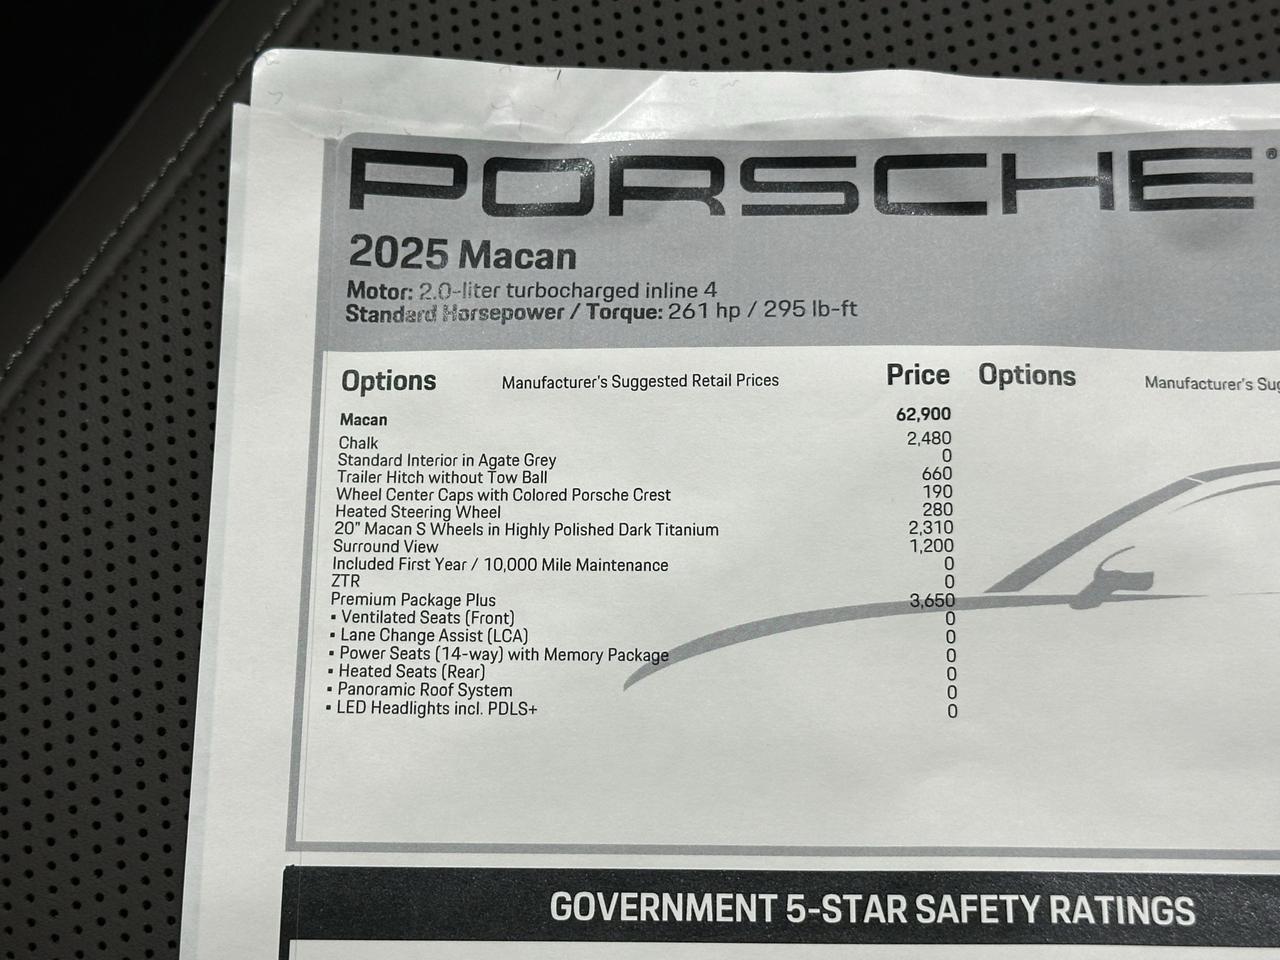 PORSCHE®
2025 Macan
Motor: 2.0-liter turbocharged inline 4
Standard Horsepower / Torque: 261 hp / 295 lb-ft
Options Manufacturer's Suggested Retail Prices Price Options Manufacturer's
Macan 62,900
Chalk 2,480
Standard Interior in Agate Grey 0
Trailer Hitch without Tow Ball 660
Wheel Center Caps with Colored Porsche Crest 190
Heated Steering Wheel 280
20" Macan S Wheels in Highly Polished Dark Titanium 2,310
Surround View 1,200
Included First Year / 10,000 Mile Maintenance 0
ZTR 0
Premium Package Plus 3,650
▪ Ventilated Seats (Front) 0
▪ Lane Change Assist (LCA) 0
▪ Power Seats (14-way) with Memory Package 0
▪ Heated Seats (Rear) 0
▪ Panoramic Roof System 0
▪ LED Headlights incl. PDLS+ 0
GOVERNMENT 5-STAR SAFETY RATINGS